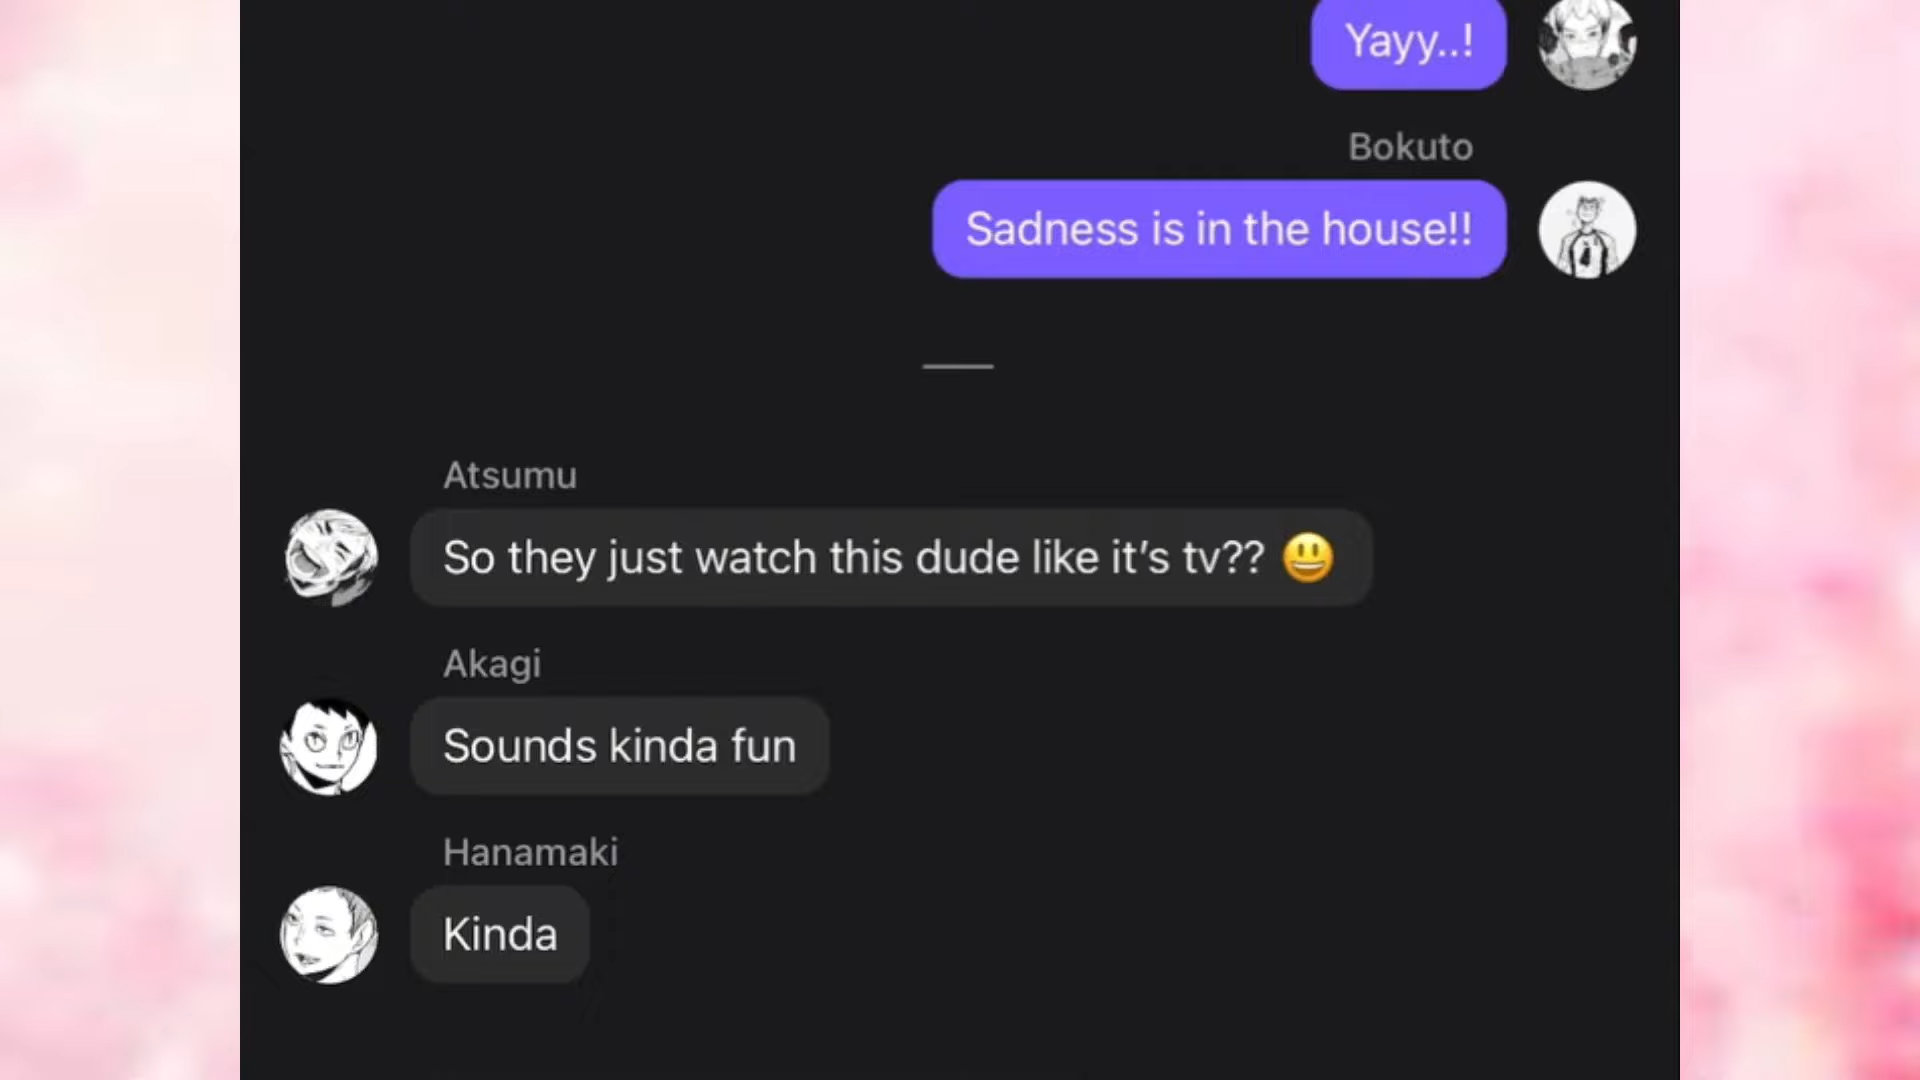 Yayy..!
Bokuto
Sadness is in the house!!
Atsumu
So they just watch this dude like it's tv?? 😃
Akagi
Sounds kinda fun
Hanamaki
Kinda